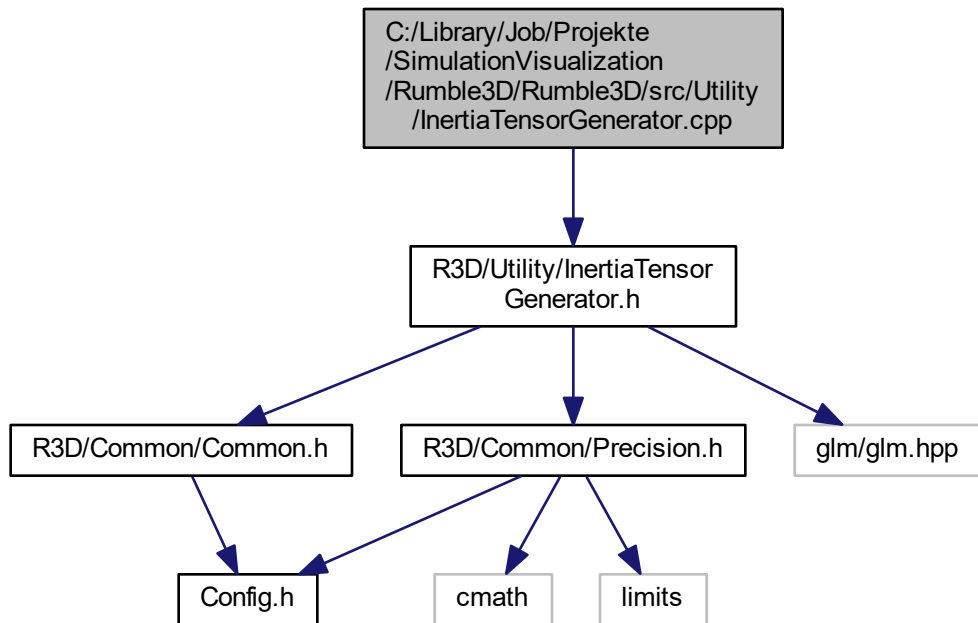 C:/Library/Job/Projekte
/SimulationVisualization
/Rumble3D/Rumble3D/src/Utility
/InertiaTensorGenerator.cpp
R3D/Utility/InertiaTensor
Generator.h
R3D/Common/Common.h
R3D/Common/Precision.h
glm/glm.hpp
Config.h
cmath
limits